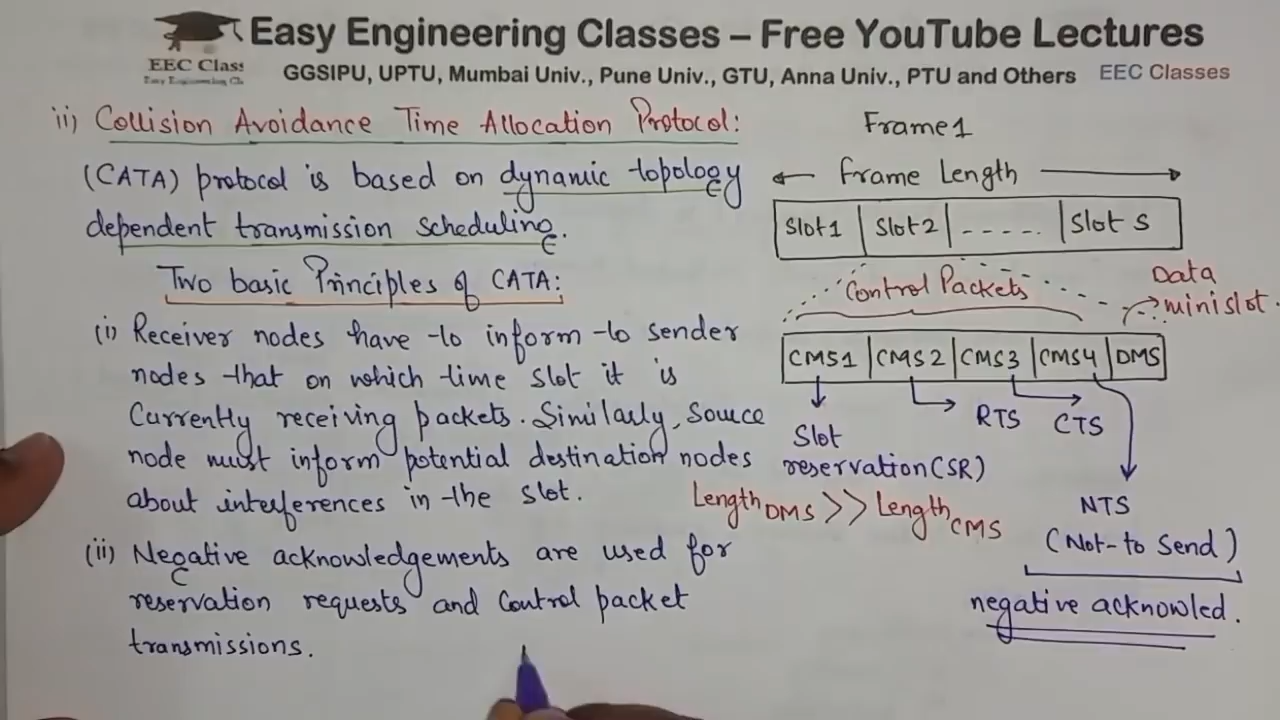 Easy Engineering Classes – Free YouTube Lectures
EEC Class
Easy Engineering Cl
GGSIPU, UPTU, Mumbai Univ., Pune Univ., GTU, Anna Univ., PTU and Others
EEC Classes
ii) Collision Avoidance Time Allocation Protocol:
(CATA) protocol is based on dynamic topology
dependent transmission scheduling.
Two basic Principles of CATA:
(i) Receiver nodes have to inform to sender
nodes that on which time slot it is
Currently receiving packets. Similarly, Source
node must inform potential destination nodes
about interferences in the slot.
(ii) Negative acknowledgements are used for
reservation requests and control packet
transmissions.
Frame1
Frame Length
Slot1 Slot2 ----- Slot s
Control Packets
Data
minislot.
CMS1 CMS2 CMS3 CMS4 DMS
RTS CTS
Slot
reservation(SR)
LengthDMS >> LengthCMS
NTS
(Not-to Send)
negative acknowled.